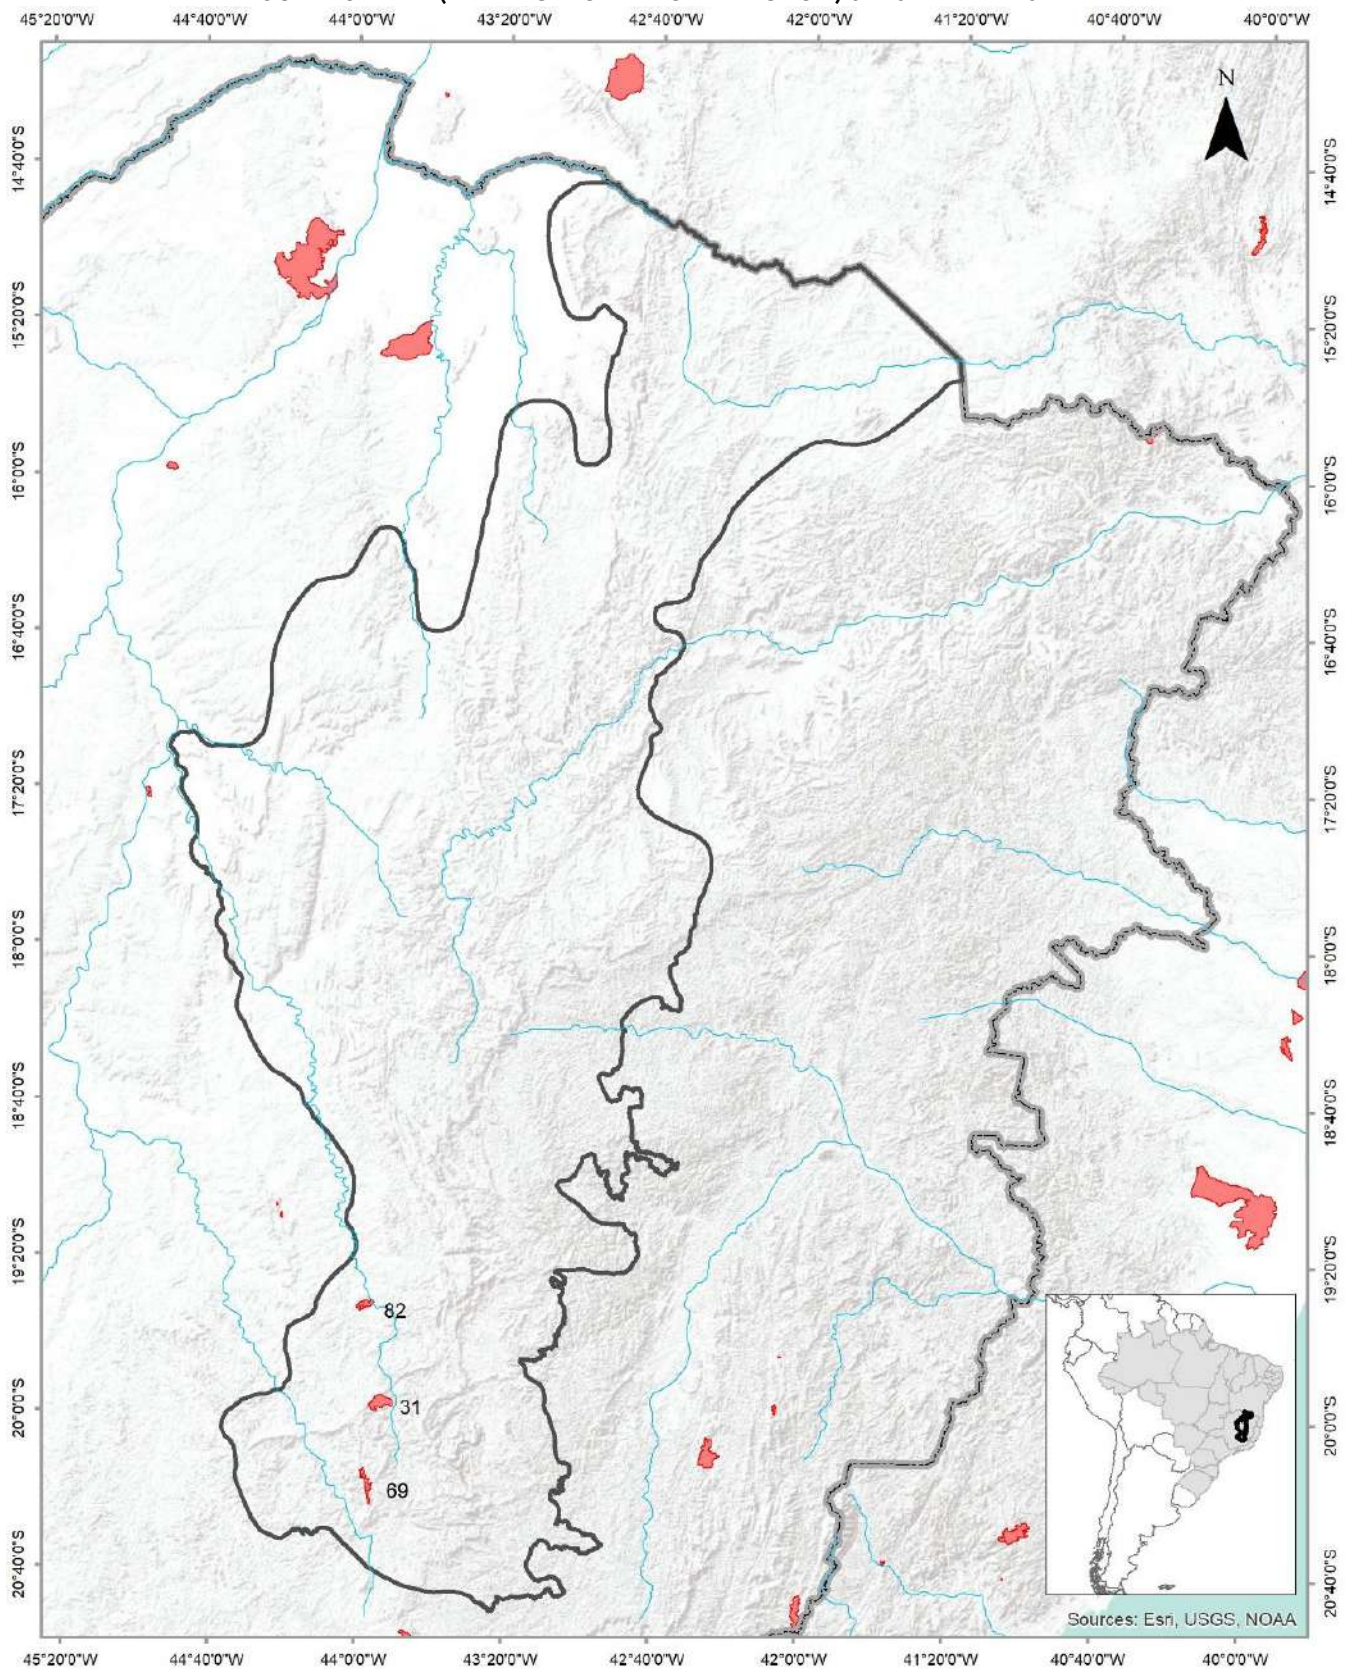 45°20'0"W 44°40'0"W 44°0'0"W 43°20'0"W 42°40'0"W 42°0'0"W 41°20'0"W 40°40'0"W 40°0'0"W
N
14°40'0"S 14°40'0"S
15°20'0"S 15°20'0"S
16°0'0"S 16°0'0"S
16°40'0"S 16°40'0"S
17°20'0"S 17°20'0"S
18°0'0"S 18°0'0"S
18°40'0"S 18°40'0"S
19°20'0"S 19°20'0"S
82
31
20°0'0"S 20°0'0"S
69
20°40'0"S 20°40'0"S
Sources: Esri, USGS, NOAA
45°20'0"W 44°40'0"W 44°0'0"W 43°20'0"W 42°40'0"W 42°0'0"W 41°20'0"W 40°40'0"W 40°0'0"W